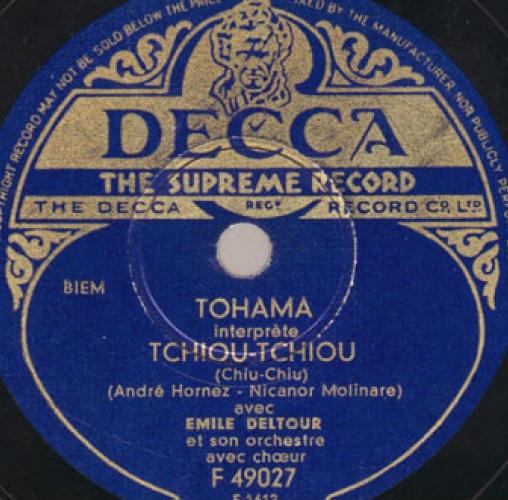 COPYRIGHT RECORD MAY NOT BE SOLD BELOW THE PRICE
BY THE MANUFACTURER NOR PUBLICLY
DECCA
THE SUPREME RECORD
THE DECCA REGD RECORD CO. LTD
BIEM
TOHAMA
interprète
TCHIOU-TCHIOU
(Chiu-Chiu)
(André Hornez - Nicanor Molinare)
avec
EMILE DELTOUR
et son orchestre
avec chœur
F 49027